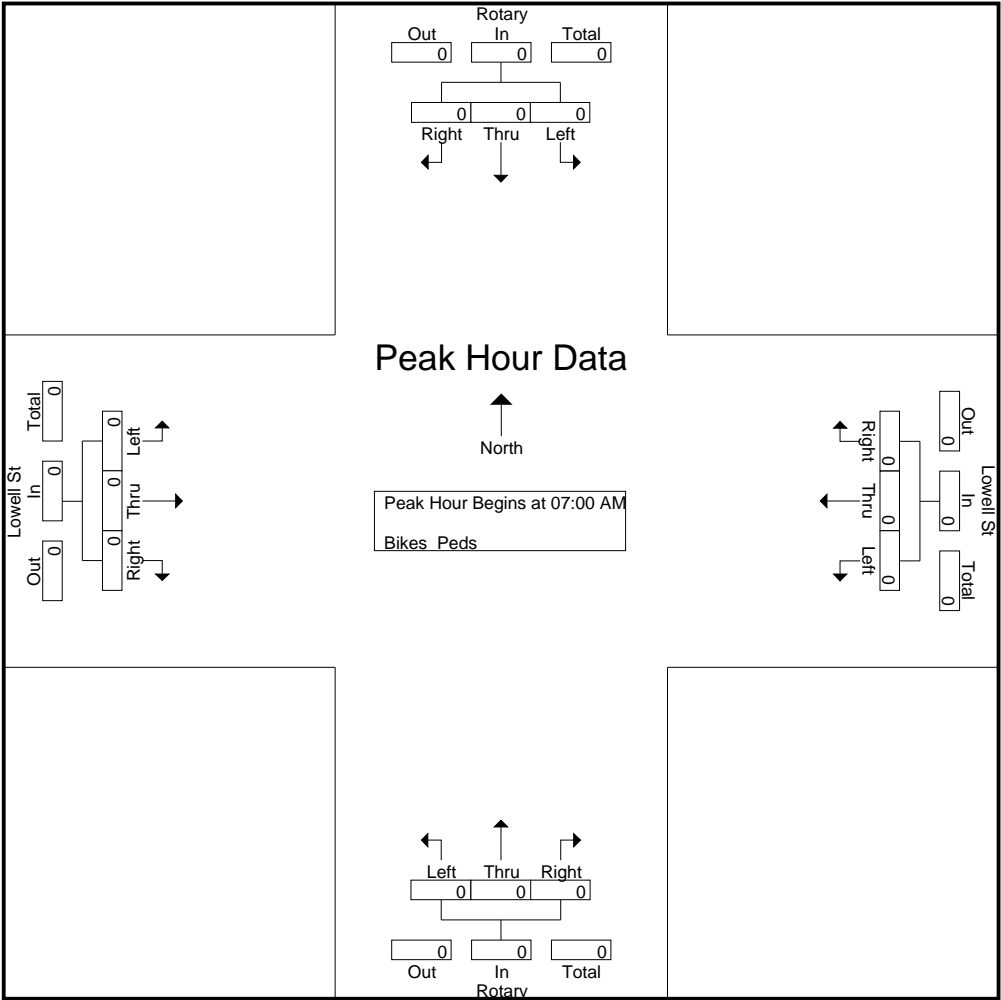 Rotary
Out In Total
0 0 0
0 0 0
Right Thru Left
Peak Hour Data
North
Peak Hour Begins at 07:00 AM
Bikes Peds
Lowell St
Total In Out
0 0 0
0 0 0
Left Thru Right
Lowell St
Out In Total
0 0 0
0 0 0
Right Thru Left
Left Thru Right
0 0 0
0 0 0
Out In Total
Rotary